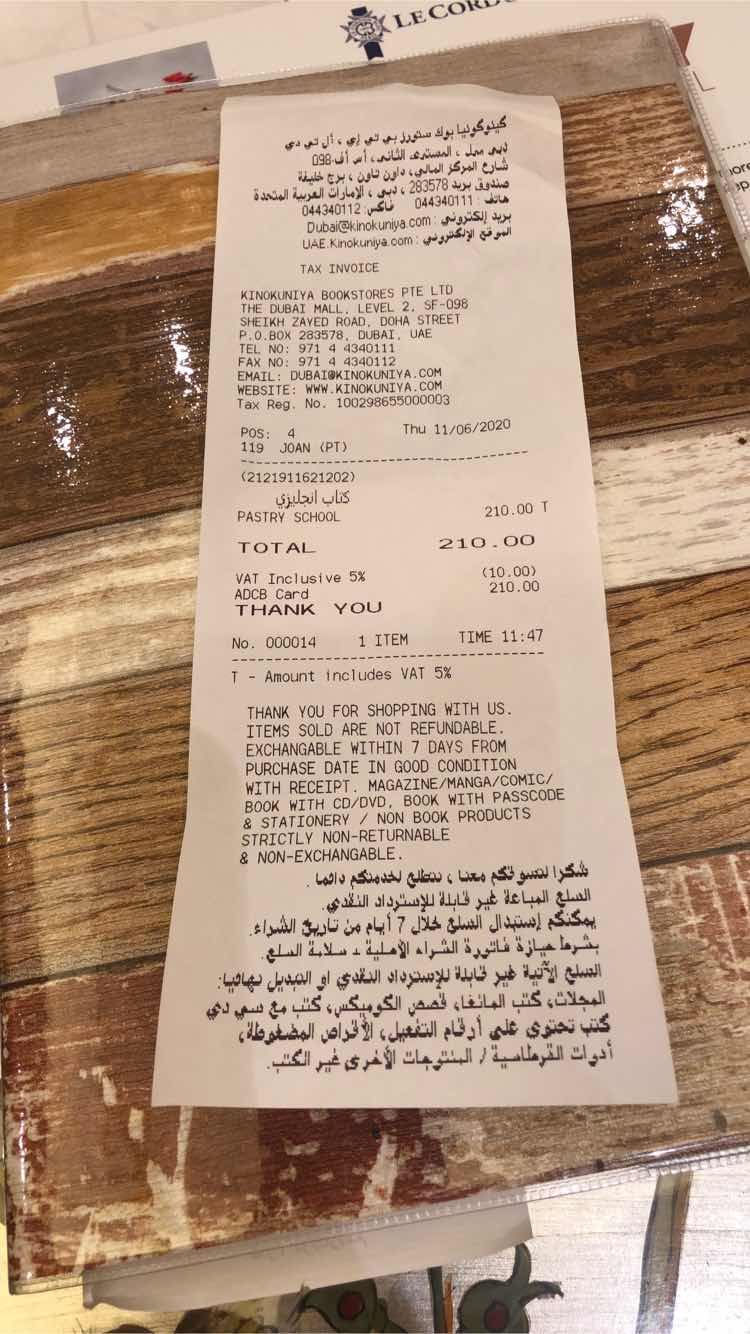 LE CORD
كينوكونيا بوك ستورز بي تي إي ، أل تي دي
دبي مول ، المستوى الثاني ، أس أف-098
شارع المركز المالي، داون تاون ، برج خليفة
صندوق بريد 283578 ، دبي ، الإمارات العربية المتحدة
هاتف : 044340111 فاكس: 044340112
بريد إلكتروني : Dubai@kinokuniya.com
الموقع الإلكتروني : UAE.Kinokuniya.com
TAX INVOICE
KINOKUNIYA BOOKSTORES PTE LTD
THE DUBAI MALL, LEVEL 2, SF-098
SHEIKH ZAYED ROAD, DOHA STREET
P.O.BOX 283578, DUBAI, UAE
TEL NO: 971 4 4340111
FAX NO: 971 4 4340112
EMAIL: DUBAI@KINOKUNIYA.COM
WEBSITE: WWW.KINOKUNIYA.COM
Tax Reg. No. 100298655000003
POS: 4 Thu 11/06/2020
119 JOAN (PT)
(2121911621202)
كتاب انجليزي
PASTRY SCHOOL 210.00 T
TOTAL 210.00
VAT Inclusive 5% (10.00)
ADCB Card 210.00
THANK YOU
No. 000014 1 ITEM TIME 11:47
T - Amount includes VAT 5%
THANK YOU FOR SHOPPING WITH US.
ITEMS SOLD ARE NOT REFUNDABLE.
EXCHANGABLE WITHIN 7 DAYS FROM
PURCHASE DATE IN GOOD CONDITION
WITH RECEIPT. MAGAZINE/MANGA/COMIC/
BOOK WITH CD/DVD, BOOK WITH PASSCODE
& STATIONERY / NON BOOK PRODUCTS
STRICTLY NON-RETURNABLE
& NON-EXCHANGABLE.
شكرا لتسوقكم معنا ، نتطلع لخدمتكم دائما .
السلع المباعة غير قابلة للإسترداد النقدي.
يمكنكم إستبدال السلع خلال 7 أيام من تاريخ الشراء.
بشرط حيازة فاتورة الشراء الأصلية + سلامة السلع.
السلع الآتية غير قابلة للإسترداد النقدي او التبديل نهائيا:
المجلات، كتب المانغا، قصص الكوميكس، كتب مع سي دي
كتب تحتوي على أرقام التفعيل، الأقراص المضغوطة،
أدوات القرطاسية / المنتوجات الأخرى غير الكتب.